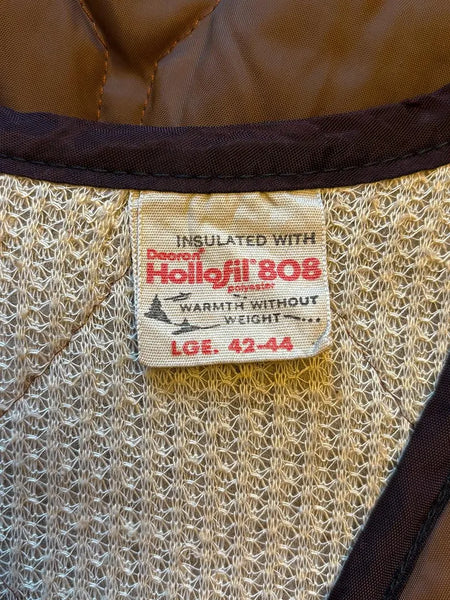 INSULATED WITH
Dacron®
Hollofil® 808
polyester
WARMTH WITHOUT
WEIGHT
LGE. 42-44